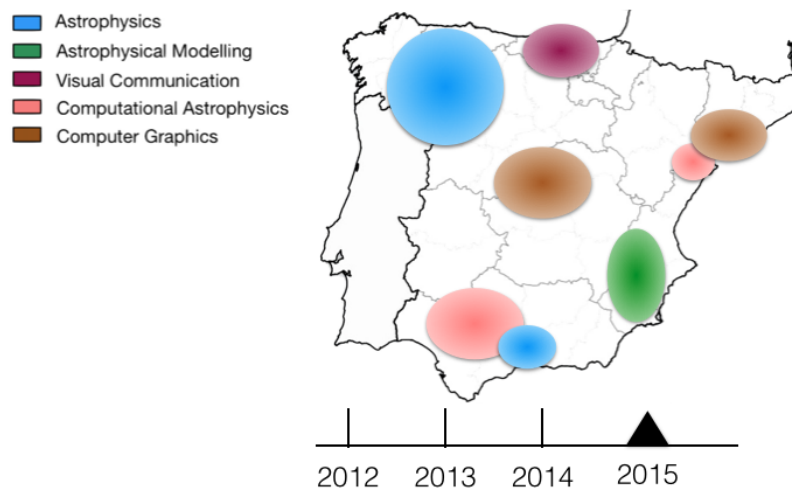 Astrophysics
Astrophysical Modelling
Visual Communication
Computational Astrophysics
Computer Graphics
2012 2013 2014 2015